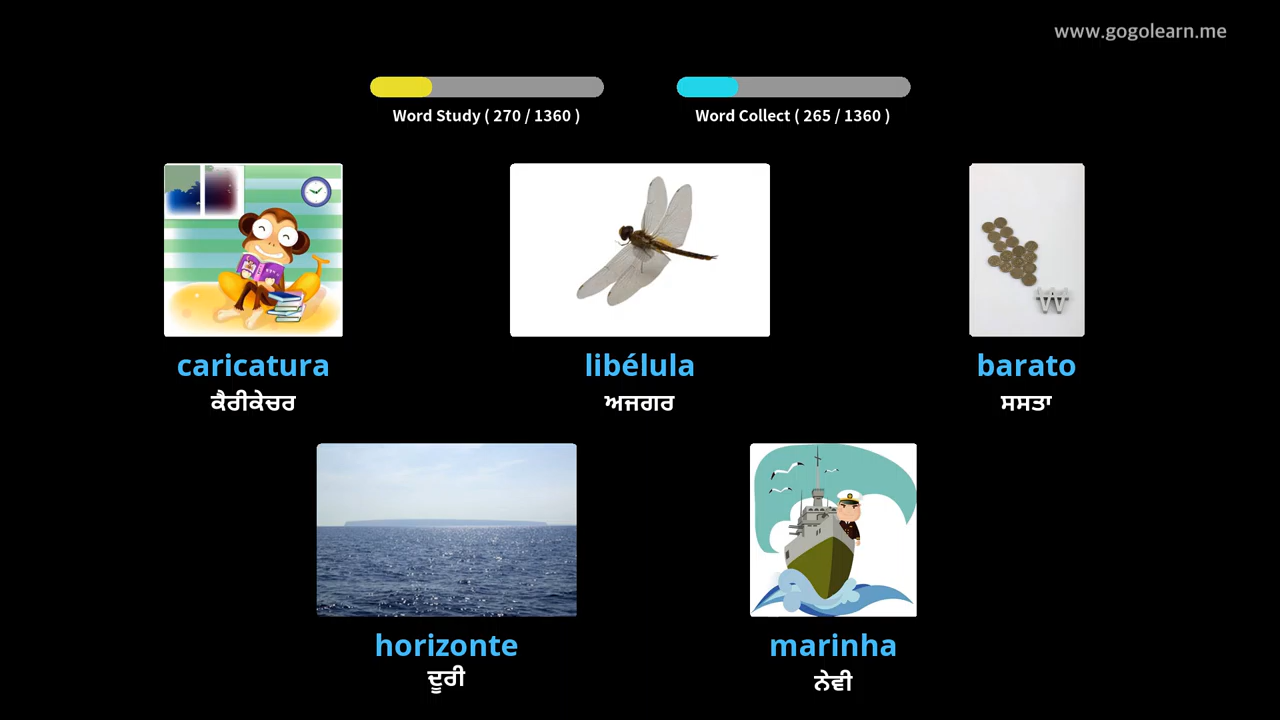 www.gogolearn.me
Word Study ( 270 / 1360 )
Word Collect ( 265 / 1360 )
caricatura
ਕੈਰੀਕੇਚਰ
libélula
ਅਜਗਰ
barato
ਸਸਤਾ
horizonte
ਦੂਰੀ
marinha
ਨੇਵੀ